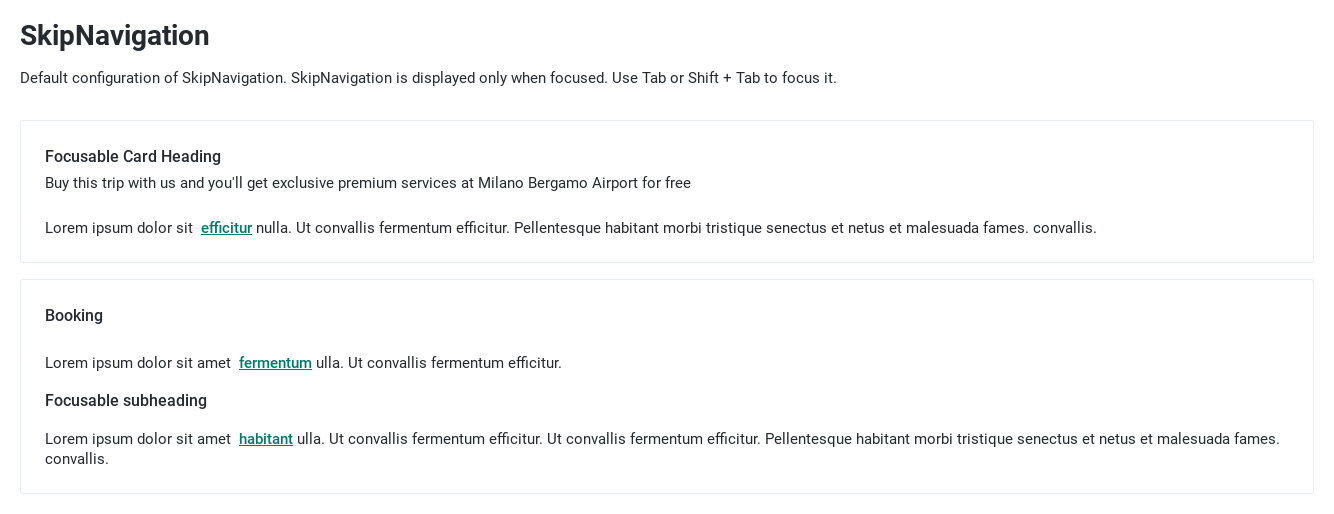 SkipNavigation
Default configuration of SkipNavigation. SkipNavigation is displayed only when focused. Use Tab or Shift + Tab to focus it.
Focusable Card Heading
Buy this trip with us and you'll get exclusive premium services at Milano Bergamo Airport for free
Lorem ipsum dolor sit efficitur nulla. Ut convallis fermentum efficitur. Pellentesque habitant morbi tristique senectus et netus et malesuada fames. convallis.
Booking
Lorem ipsum dolor sit amet fermentum ulla. Ut convallis fermentum efficitur.
Focusable subheading
Lorem ipsum dolor sit amet habitant ulla. Ut convallis fermentum efficitur. Ut convallis fermentum efficitur. Pellentesque habitant morbi tristique senectus et netus et malesuada fames.
convallis.